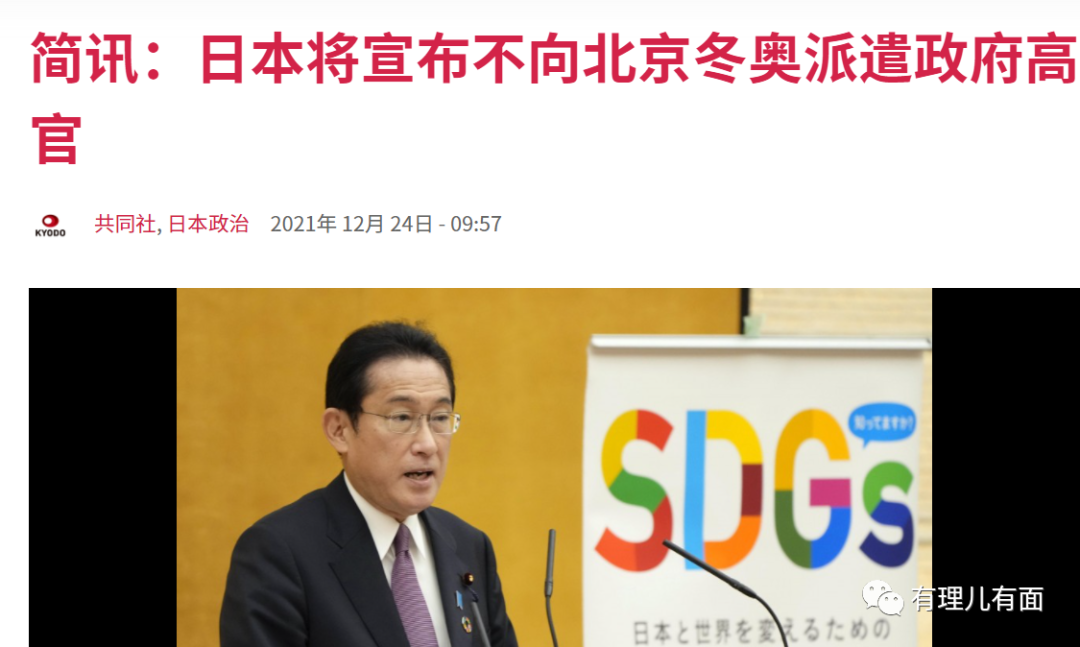 简讯：日本将宣布不向北京冬奥派遣政府高
官
KYODO
共同社, 日本政治 2021年 12月 24日 - 09:57
知ってますか?
SDGs
有理儿有面
日本と世界を変えるための